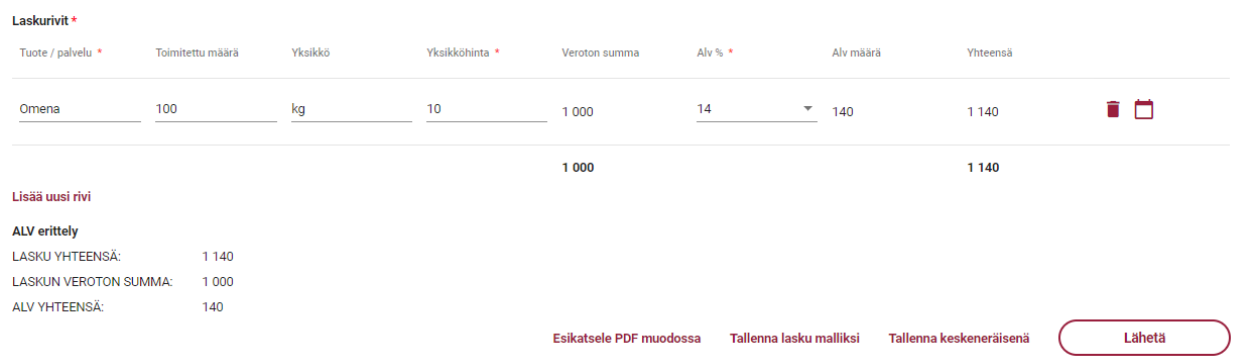 Laskurivit *
Tuote / palvelu * Toimitettu määrä Yksikkö Yksikköhinta * Veroton summa Alv % * Alv määrä Yhteensä
Omena 100 kg 10 1 000 14 140 1 140
1 000 1 140
Lisää uusi rivi
ALV erittely
LASKU YHTEENSÄ: 1 140
LASKUN VEROTON SUMMA: 1 000
ALV YHTEENSÄ: 140
Esikatsele PDF muodossa Tallenna lasku malliksi Tallenna keskeneräisenä Lähetä